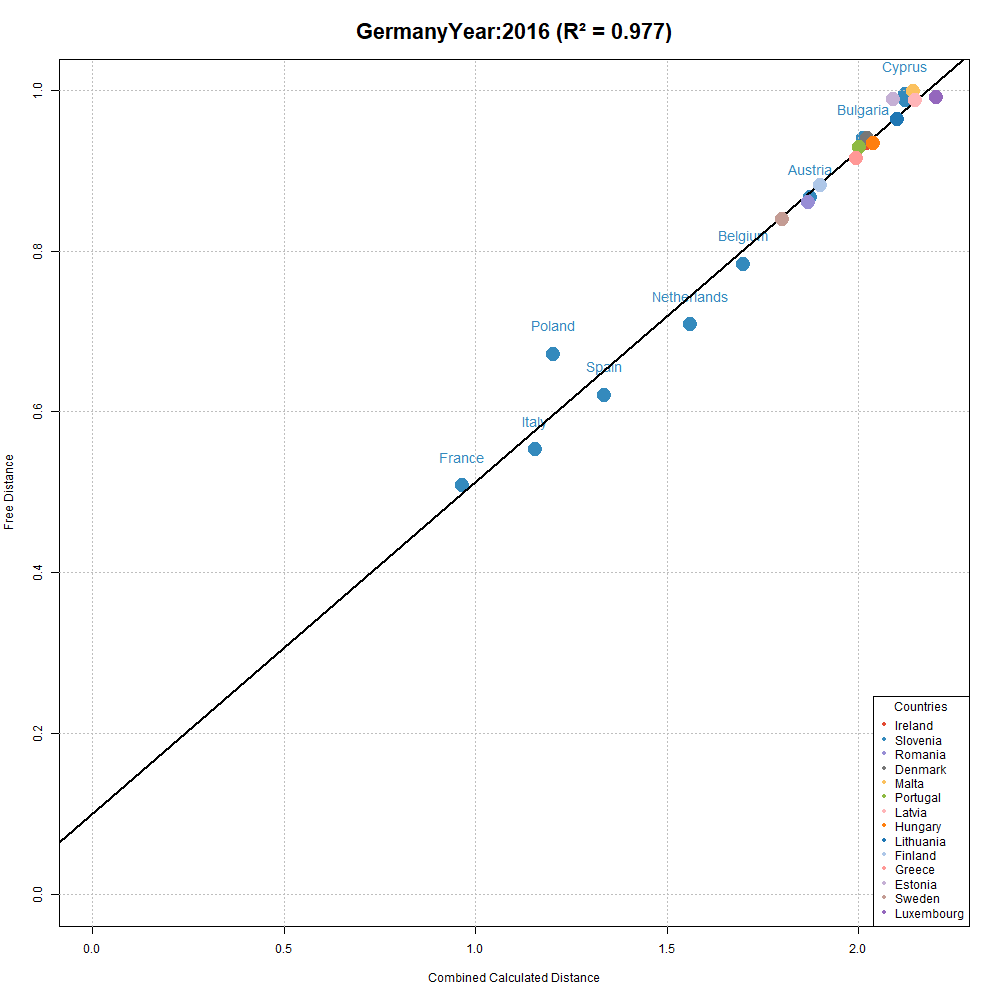 GermanyYear:2016 (R² = 0.977)
Cyprus
Bulgaria
Austria
Belgium
Netherlands
Poland
Spain
Italy
France
1.0
0.8
0.6
0.4
0.2
0.0
Free Distance
0.0 0.5 1.0 1.5 2.0
Combined Calculated Distance
Countries
Ireland
Slovenia
Romania
Denmark
Malta
Portugal
Latvia
Hungary
Lithuania
Finland
Greece
Estonia
Sweden
Luxembourg